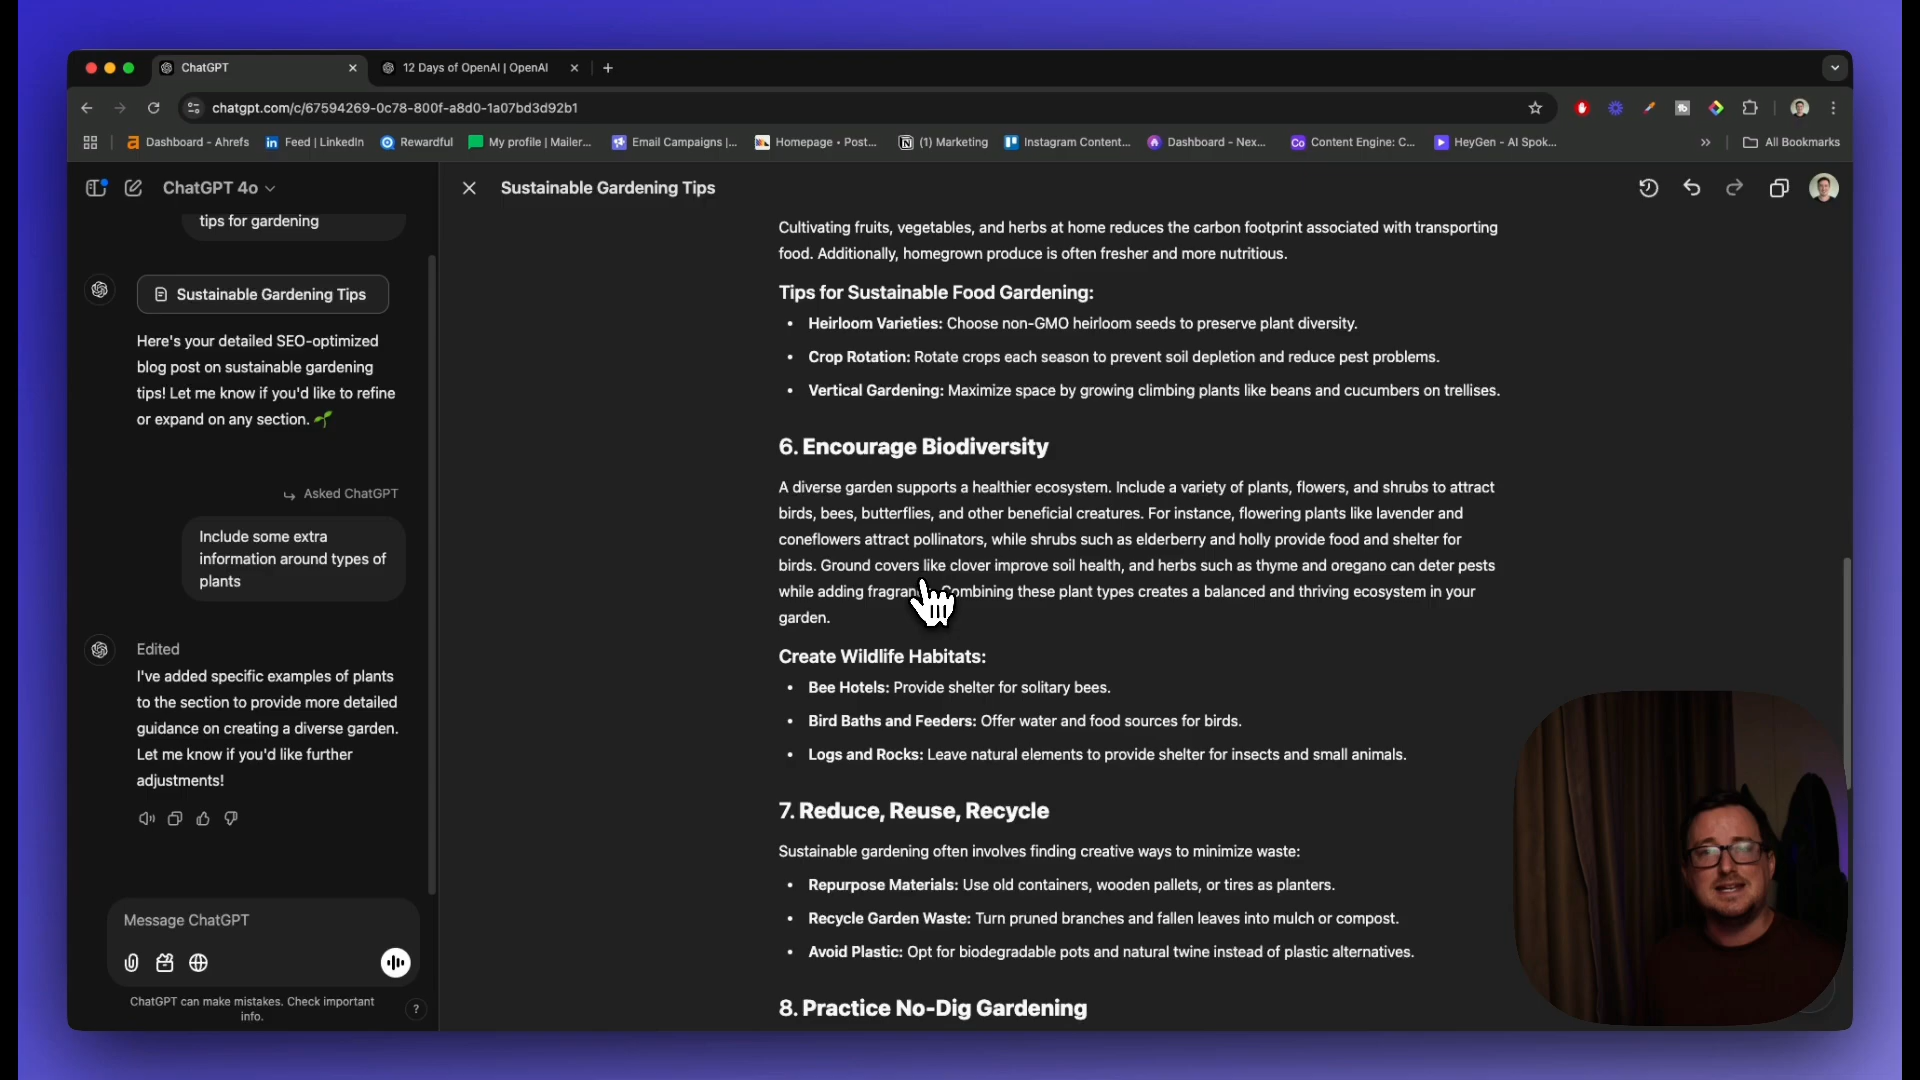 ChatGPT
12 Days of OpenAI | OpenAI
chatgpt.com/c/67594269-0c78-800f-a8d0-1a07bd3d92b1
Dashboard - Ahrefs
Feed | LinkedIn
Rewardful
My profile | Mailer...
Email Campaigns |...
Homepage • Post...
(1) Marketing
Instagram Content...
Dashboard - Nex...
Content Engine: C...
HeyGen - AI Spok...
All Bookmarks
ChatGPT 4o
tips for gardening
Sustainable Gardening Tips
Here's your detailed SEO-optimized
blog post on sustainable gardening
tips! Let me know if you'd like to refine
or expand on any section.
Asked ChatGPT
Include some extra
information around types of
plants
Edited
I've added specific examples of plants
to the section to provide more detailed
guidance on creating a diverse garden.
Let me know if you'd like further
adjustments!
Message ChatGPT
ChatGPT can make mistakes. Check important
info.
?
Sustainable Gardening Tips
Cultivating fruits, vegetables, and herbs at home reduces the carbon footprint associated with transporting
food. Additionally, homegrown produce is often fresher and more nutritious.
Tips for Sustainable Food Gardening:
• Heirloom Varieties: Choose non-GMO heirloom seeds to preserve plant diversity.
• Crop Rotation: Rotate crops each season to prevent soil depletion and reduce pest problems.
• Vertical Gardening: Maximize space by growing climbing plants like beans and cucumbers on trellises.
6. Encourage Biodiversity
A diverse garden supports a healthier ecosystem. Include a variety of plants, flowers, and shrubs to attract
birds, bees, butterflies, and other beneficial creatures. For instance, flowering plants like lavender and
coneflowers attract pollinators, while shrubs such as elderberry and holly provide food and shelter for
birds. Ground covers like clover improve soil health, and herbs such as thyme and oregano can deter pests
while adding Combining these plant types creates a balanced and thriving ecosystem in your
garden.
Create Wildlife Habitats:
• Bee Hotels: Provide shelter for solitary bees.
• Bird Baths and Feeders: Offer water and food sources for birds.
• Logs and Rocks: Leave natural elements to provide shelter for insects and small animals.
7. Reduce, Reuse, Recycle
Sustainable gardening often involves finding creative ways to minimize waste:
• Repurpose Materials: Use old containers, wooden pallets, or tires as planters.
• Recycle Garden Waste: Turn pruned branches and fallen leaves into mulch or compost.
• Avoid Plastic: Opt for biodegradable pots and natural twine instead of plastic alternatives.
8. Practice No-Dig Gardening